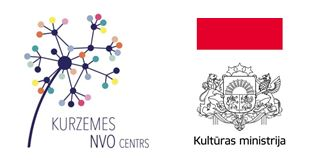 KURZEMES
NVO CENTRS
Kultūras ministrija